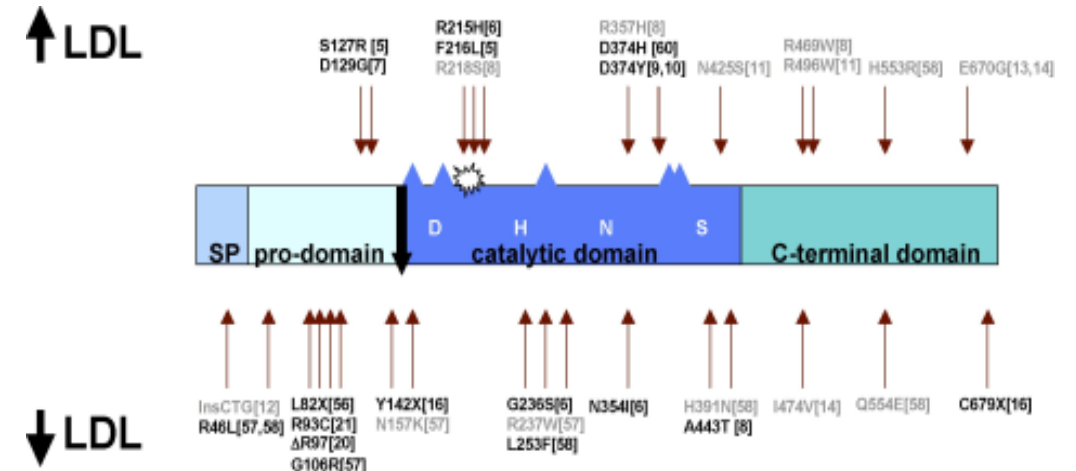 LDL
S127R [5]
D129G[7]
R215H[6]
F216L[5]
R218S[8]
R357H[8]
D374H [60]
D374Y[9,10]
N425S[11]
R469W[8]
R496W[11]
H553R[58]
E670G[13,14]
D H N S
SP pro-domain catalytic domain C-terminal domain
InsCTG[12]
R46L[57,58]
L82X[56]
R93C[21]
ΔR97[20]
G106R[57]
Y142X[16]
N157K[57]
G236S[6]
R237W[57]
L253F[58]
N354I[6]
H391N[58]
A443T [8]
I474V[14]
Q554E[58]
C679X[16]
LDL